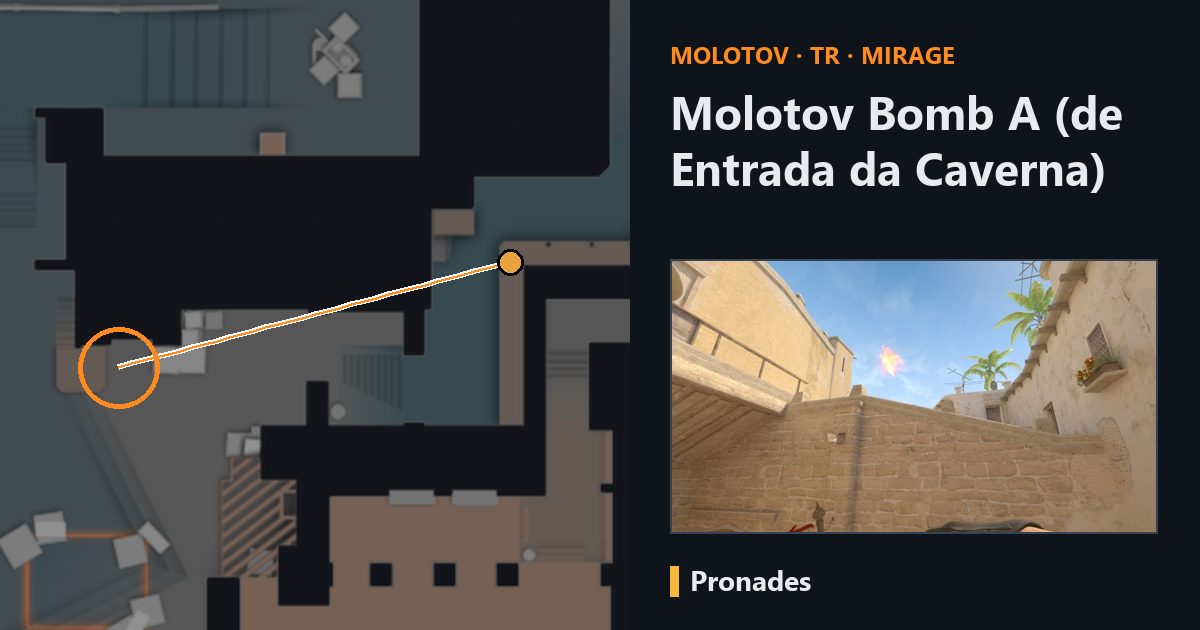 MOLOTOV · TR · MIRAGE
Molotov Bomb A (de
Entrada da Caverna)
Pronades